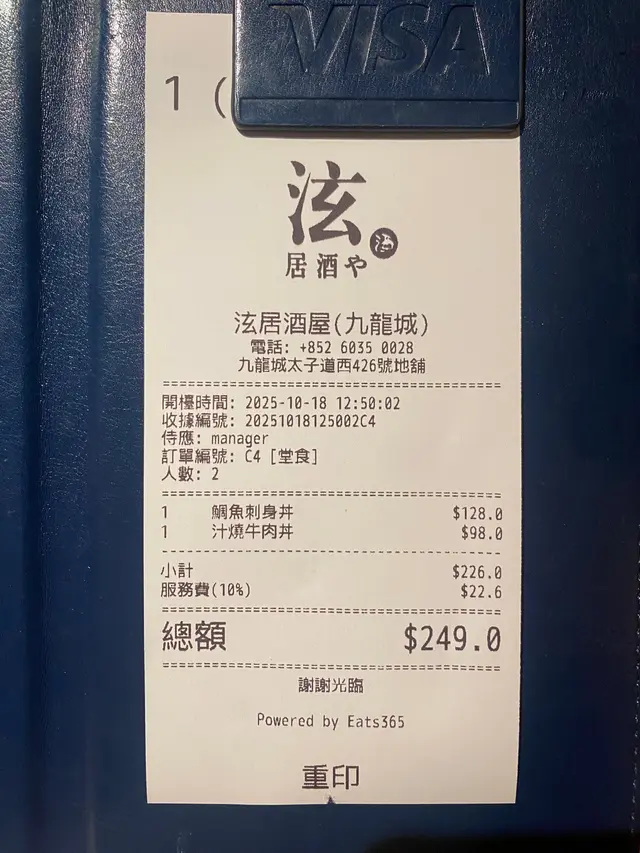 VISA
1 (
泫
酒
居酒や
泫居酒屋(九龍城)
電話: +852 6035 0028
九龍城太子道西426號地舖
開檯時間: 2025-10-18 12:50:02
收據編號: 20251018125002C4
侍應: manager
訂單編號: C4 [堂食]
人數: 2
1 鯛魚刺身丼 $128.0
1 汁燒牛肉丼 $98.0
小計 $226.0
服務費(10%) $22.6
總額 $249.0
謝謝光臨
Powered by Eats365
重印